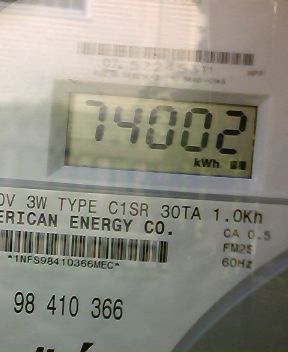 74002
kWh
0V 3W TYPE C1SR 30TA 1.0Kh
ERICAN ENERGY CO.
CA 0.5
FM2S
60Hz
*1NFS98410366MEC*
98 410 366